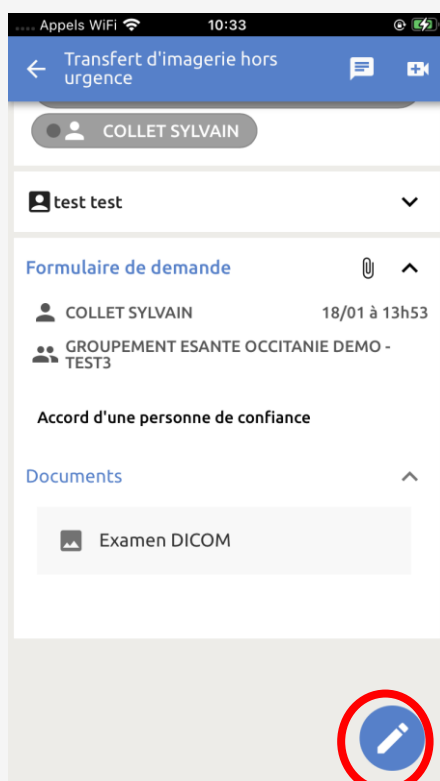 Appels WiFi 10:33
Transfert d'imagerie hors
urgence
COLLET SYLVAIN
test test
Formulaire de demande
COLLET SYLVAIN 18/01 à 13h53
GROUPEMENT ESANTE OCCITANIE DEMO -
TEST3
Accord d'une personne de confiance
Documents
Examen DICOM